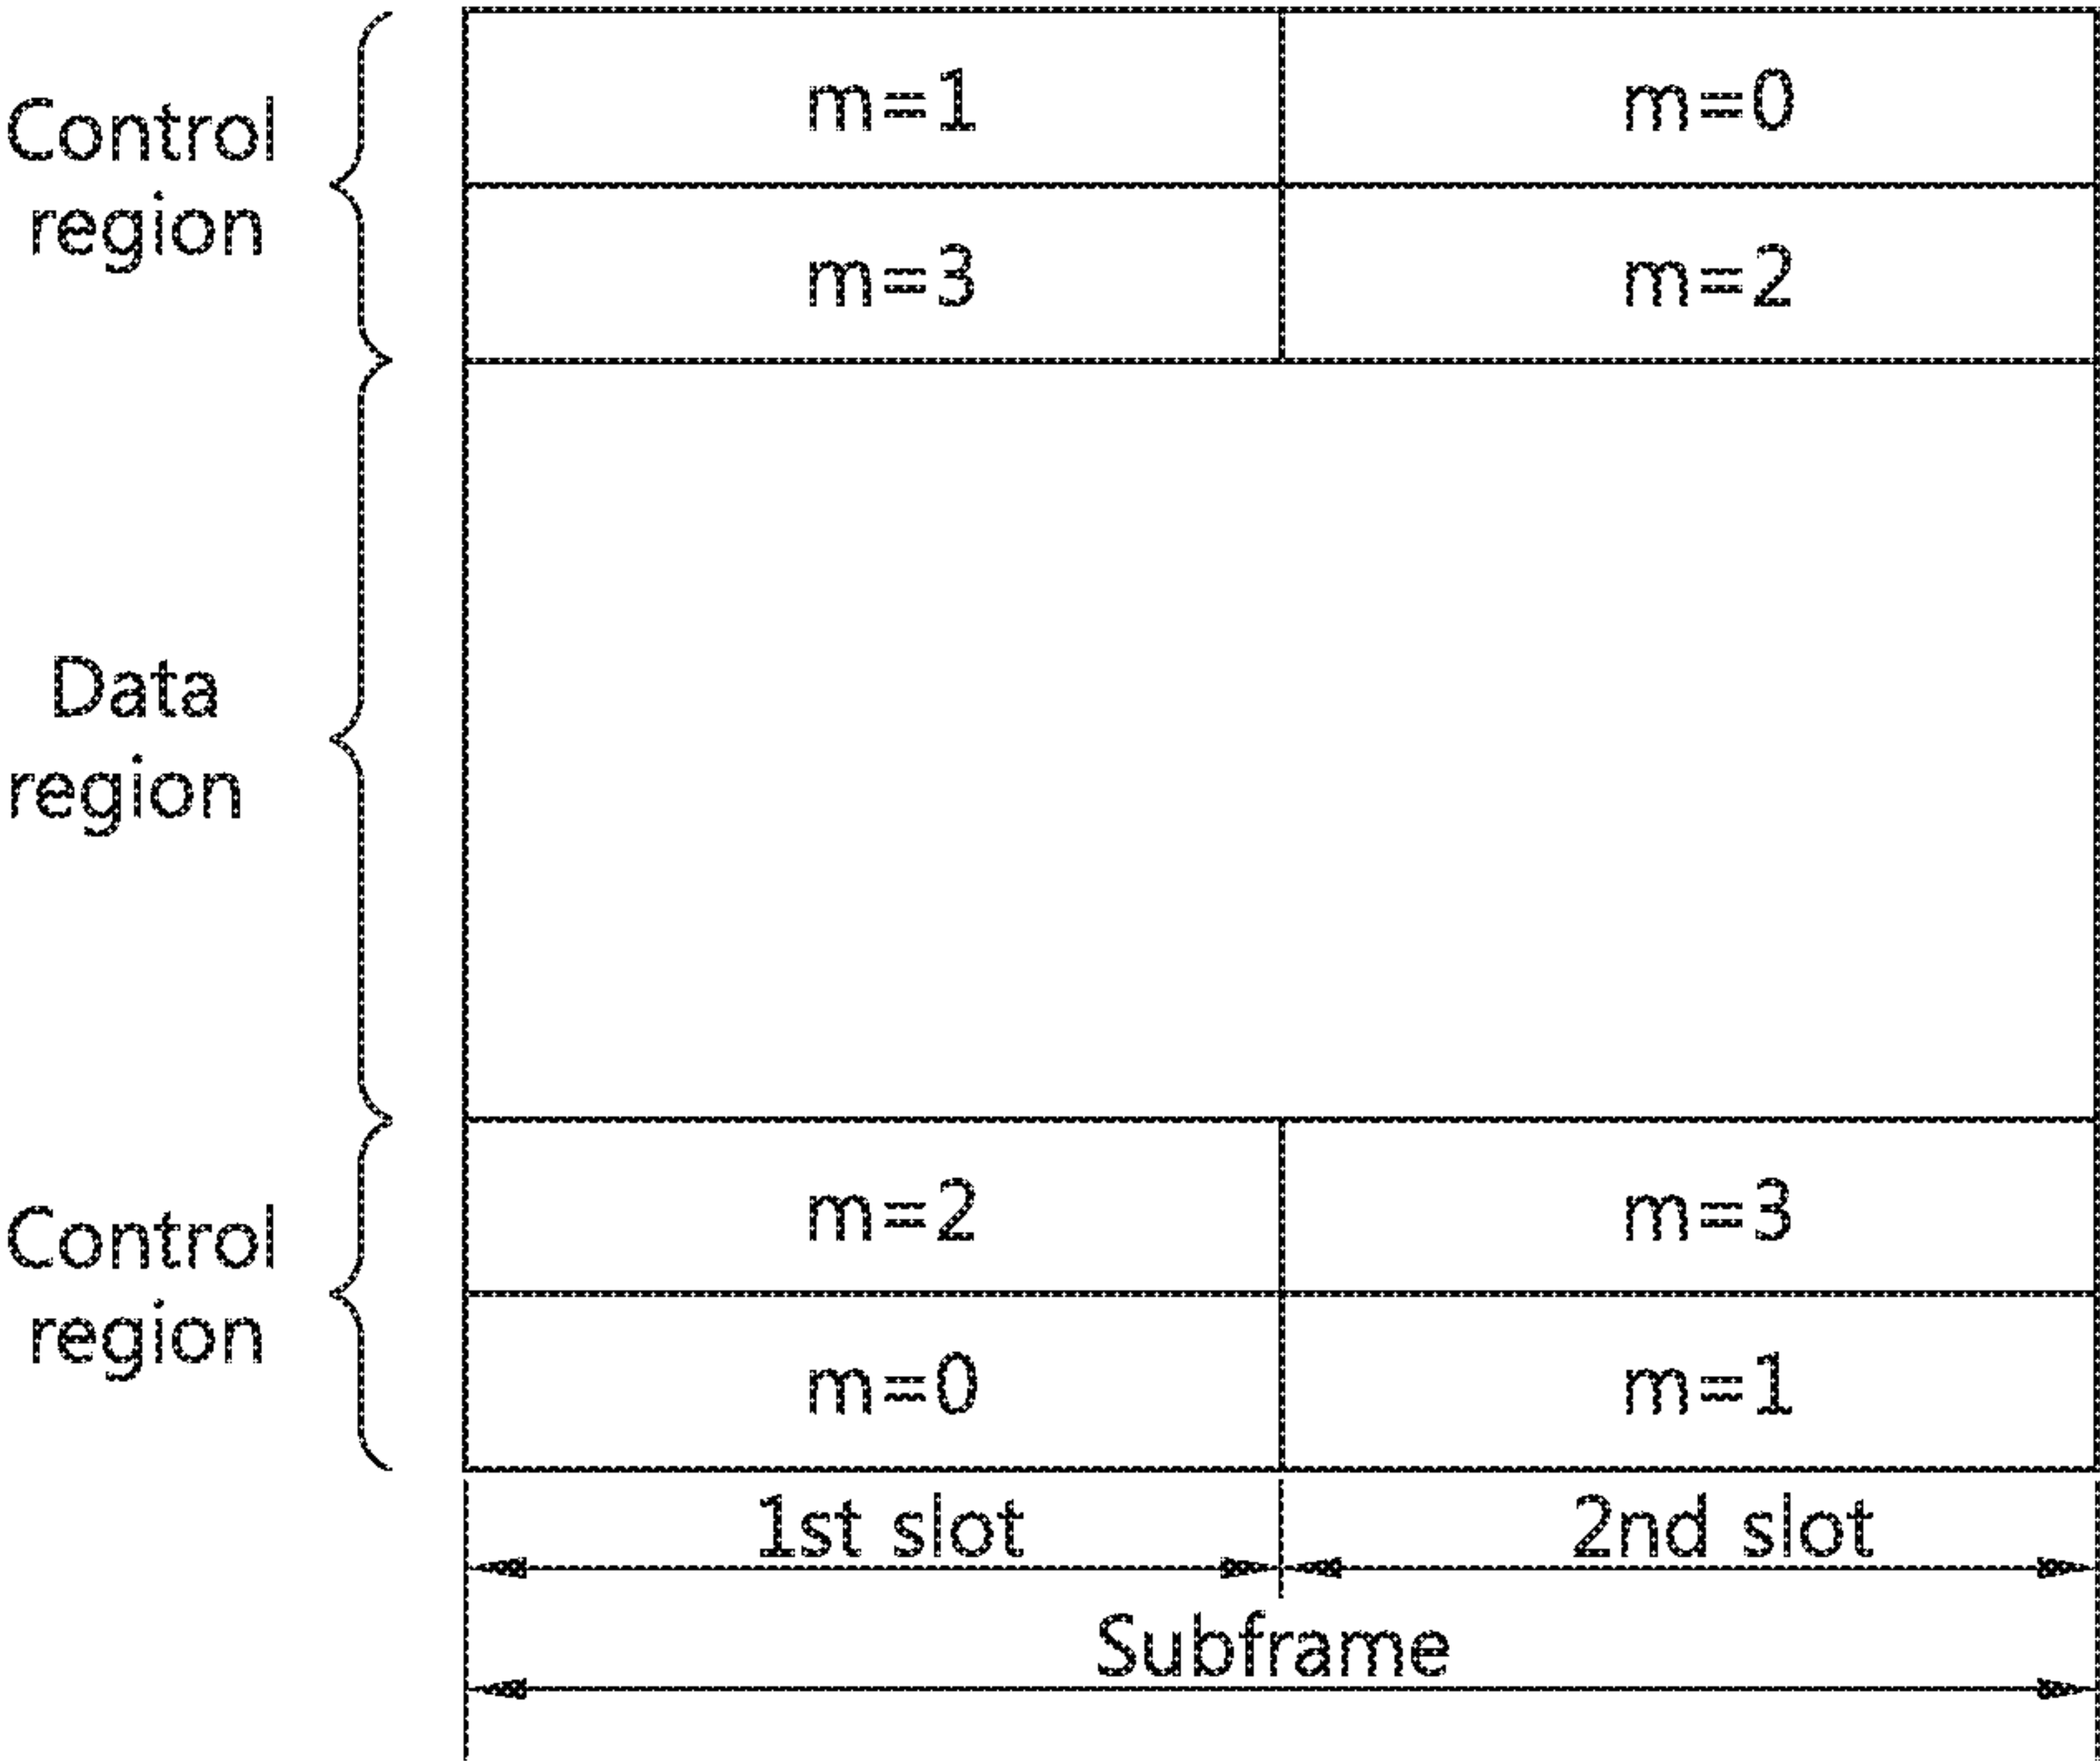 Control
region
m=1
m=0
m=3
m=2
Data
region
Control
region
m=2
m=3
m=0
m=1
1st slot
2nd slot
Subframe